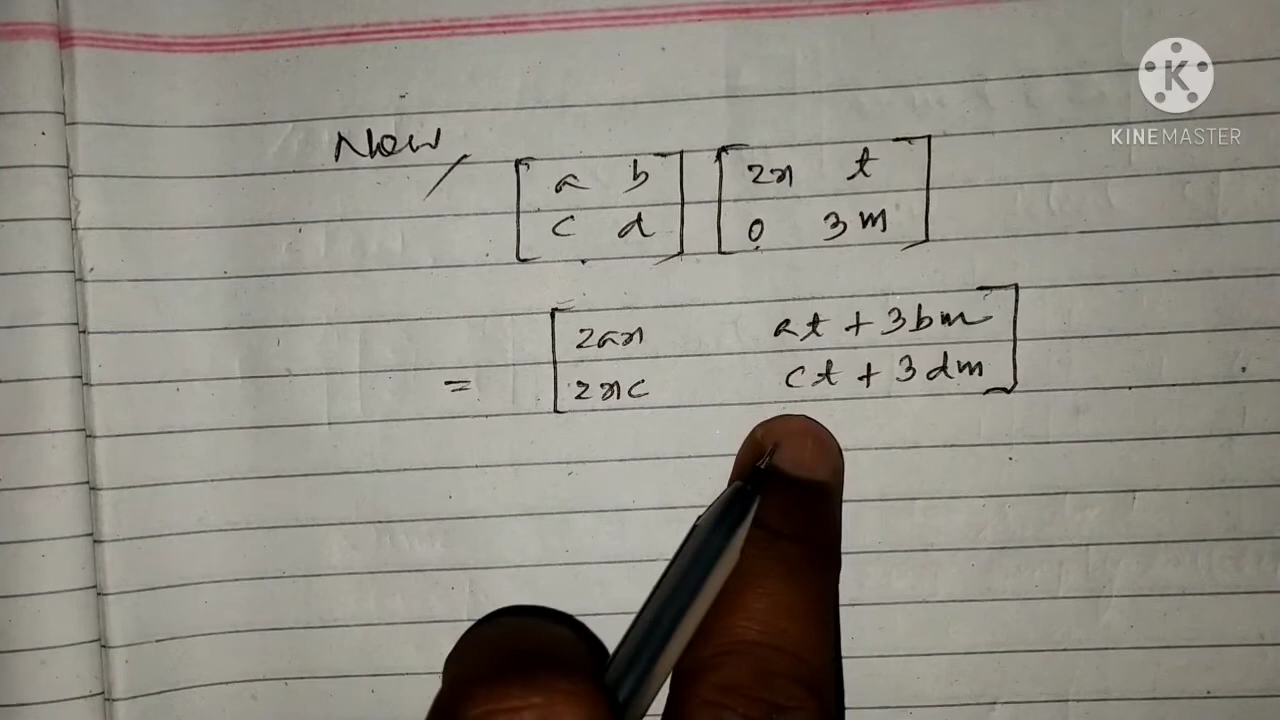 Now
[a b] [2x t]
[c d] [0 3m]
[2ax at + 3bm]
= [2xc ct + 3dm]
K
KINEMASTER